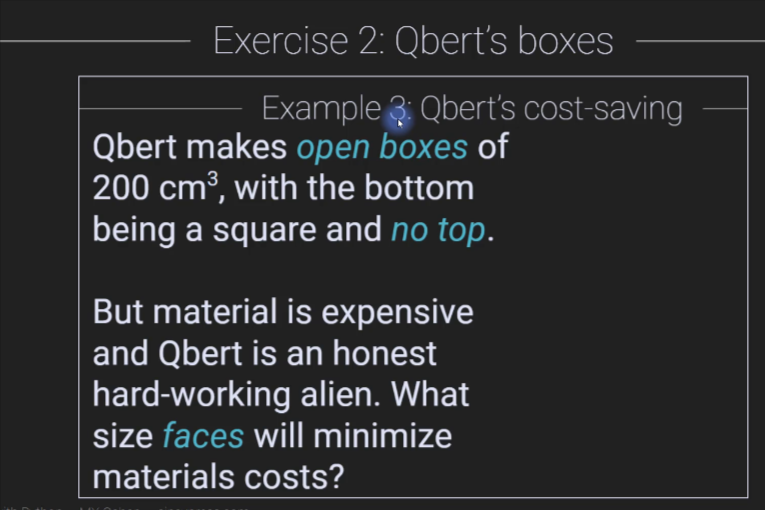 Exercise 2: Qbert's boxes
Example 3: Qbert's cost-saving
Qbert makes open boxes of
200 cm³, with the bottom
being a square and no top.
But material is expensive
and Qbert is an honest
hard-working alien. What
size faces will minimize
materials costs?